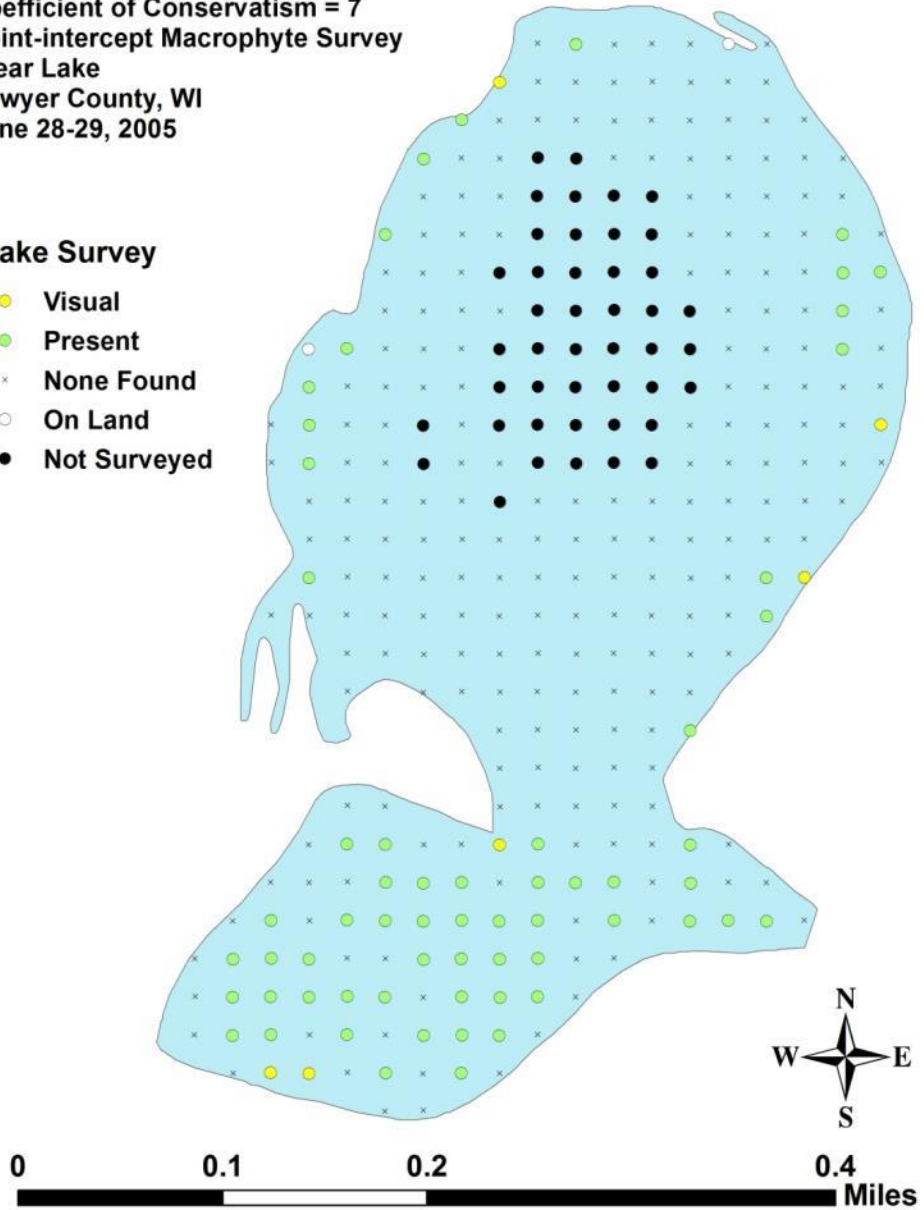 oefficient of Conservatism = 7
oint-intercept Macrophyte Survey
ear Lake
wyer County, WI
ne 28-29, 2005
ake Survey
Visual
Present
None Found
On Land
Not Surveyed
N
W E
S
0 0.1 0.2 0.4
Miles